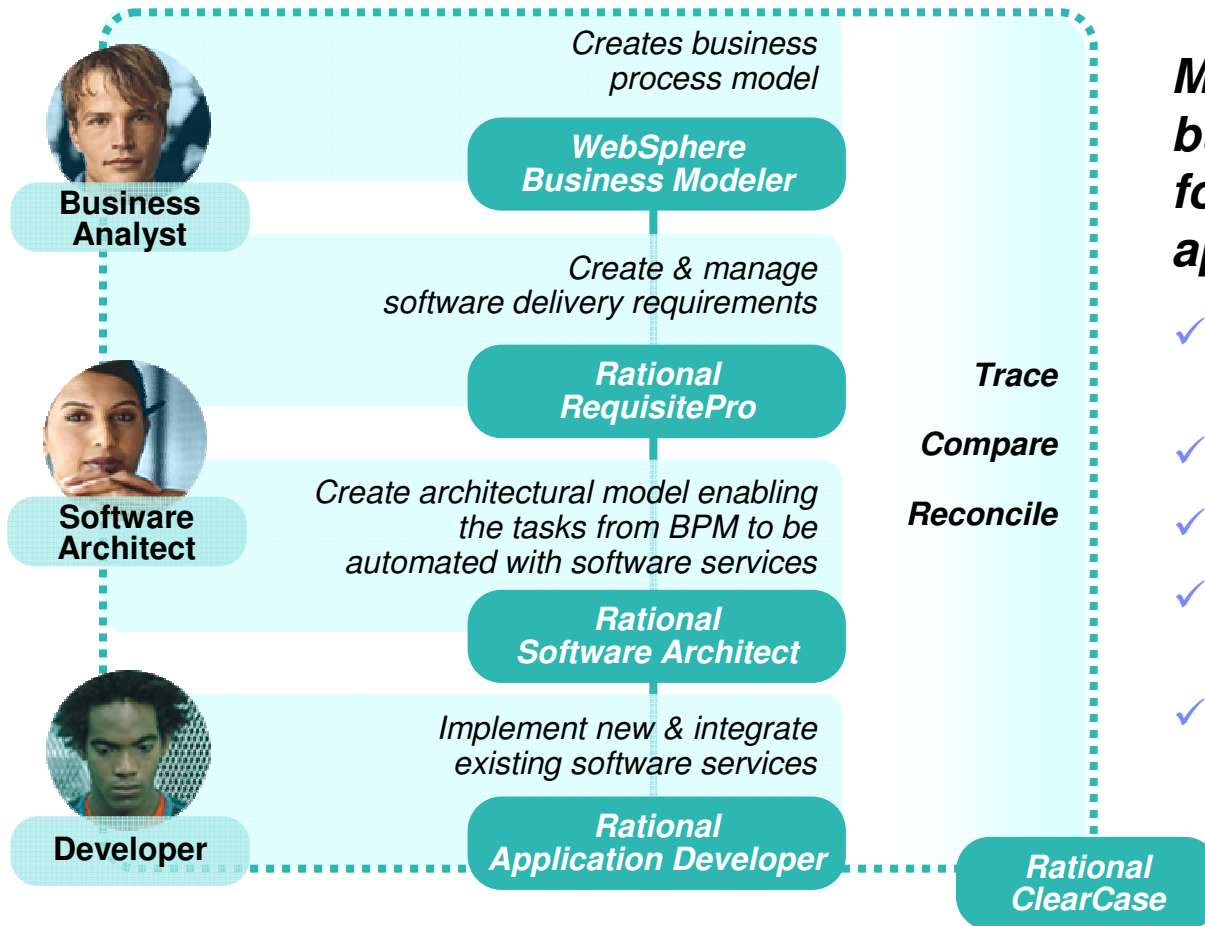 Creates business
process model
WebSphere
Business Modeler
Business
Analyst
Create & manage
software delivery requirements
Rational
RequisitePro
Software
Architect
Create architectural model enabling
the tasks from BPM to be
automated with software services
Rational
Software Architect
Developer
Implement new & integrate
existing software services
Rational
Application Developer
Trace
Compare
Reconcile
Rational
ClearCase